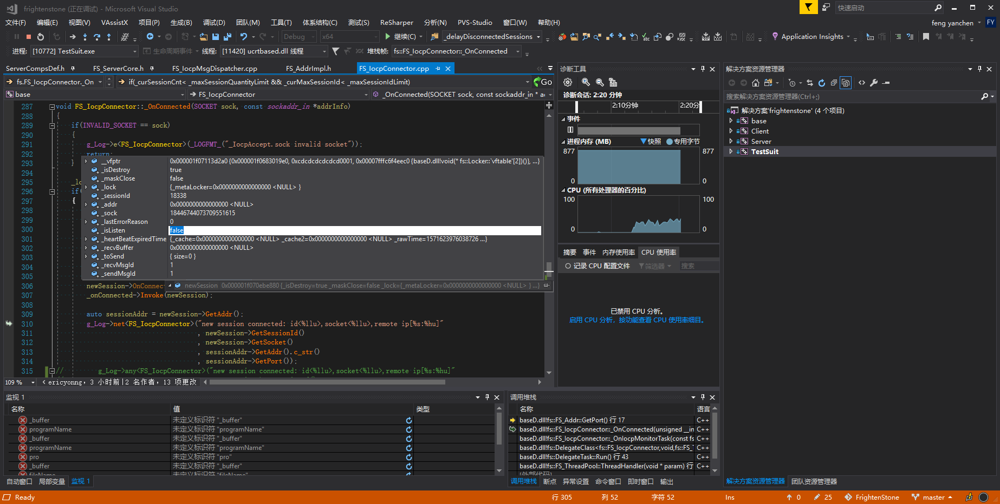 frightenstone (正在调试) - Microsoft Visual Studio
快速启动
文件(F) 编辑(E) 视图(V) VAssistX 项目(P) 生成(B) 调试(D) 团队(M) 工具(T) 体系结构(C) 测试(S) ReSharper 分析(N) PVS-Studio 窗口(W) 帮助(H)
feng yanchen FY
Debug x64 继续(C) _delayDisconnectedSessions Application Insights
进程: [10772] TestSuit.exe 生命周期事件 线程: [11420] ucrtbased.dll 线程 堆栈帧: fs::FS_IocpConnector::_OnConnected
ServerCompsDef.h FS_ServerCore.h FS_IocpMsgDispatcher.cpp FS_AddrImpl.h FS_IocpConnector.cpp
fs.FS_IocpConnector._On if(_curSessionCnt< _maxSessionQuantityLimit && _curMaxSessionId< _maxSessionIdLimit) Go
base FS_IocpConnector _OnConnected(SOCKET sock, const sockaddr_in * a
287 void FS_IocpConnector::_OnConnected(SOCKET sock, const sockaddr_in *addrInfo)
288 {
289 if(INVALID_SOCKET == sock)
290 {
291 g_Log->e<FS_IocpConnector>(_LOGFMT_("_IocpAccept.sock invalid socket"));
292 return;
293 }
294
295 _lo
296 if
297 {
298
299
300
301
302
303
304
305
__vfptr 0x000001f07113d2a0 {0x000001f0683019e0, 0xcdcdcdcdcdcd0001, 0x00007fffc6f4eec0 {baseD.dll!void(* fs::Locker::`vftable'[2])()}, ...}
_isDestroy true
_maskClose false
_lock {_metaLocker=0x0000000000000000 <NULL> }
_sessionId 18338
_addr 0x0000000000000000 <NULL>
_sock 18446744073709551615
_lastErrorReason 0
_isListen false
_heartBeatExpiredTime {_cache=0x0000000000000000 <NULL> _cache2=0x0000000000000000 <NULL> _rawTime=1571623976038726 ...}
_recvBuffer 0x0000000000000000 <NULL>
_toSend { size=0 }
_recvMsgId 1
_sendMsgId 1
306 newSession->OnConnect newSession 0x000001f070ebe880 {_isDestroy=true _maskClose=false _lock={_metaLocker=0x0000000000000000 <NULL> } ...}
307 _onConnected->Invoke(newSession);
308
309 auto sessionAddr = newSession->GetAddr();
310 g_Log->net<FS_IocpConnector>("new session connected: id<%llu>,socket<%llu>,remote ip[%s:%hu]"
311 , newSession->GetSessionId()
312 , newSession->GetSocket()
313 , sessionAddr->GetAddr().c_str()
314 , sessionAddr->GetPort());
315 // g_Log->any<FS_IocpConnector>("new session connected: id<%llu>,socket<%llu>,remote ip[%s:%hu]"
109 % ericyonng, 3 小时前|2 名作者, 13 项更改
诊断工具
诊断会话: 2:20 分钟
2:10分钟 2:20分
事件
进程内存 (MB) 快照 专用字节
877 877
0 0
CPU (所有处理器的百分比)
100 100
0 0
摘要 事件 内存使用率 CPU 使用率
记录 CPU 配置文件 筛选器 搜索
已禁用 CPU 分析。
启用 CPU 分析，按功能查看 CPU 使用率细目。
解决方案资源管理器
搜索解决方案资源管理器(Ctrl+;)
解决方案'frightenstone' (4 个项目)
base
Client
Server
TestSuit
监视 1
名称 值 类型
_buffer 未定义标识符 "_buffer"
programName 未定义标识符 "programName"
_buffer 未定义标识符 "_buffer"
programName 未定义标识符 "programName"
pro 未定义标识符 "pro"
_buffer 未定义标识符 "_buffer"
fileName 未定义标识符 "fileName"
自动窗口 局部变量 监视 1
调用堆栈
名称 语言
baseD.dll!fs::FS_Addr::GetPort() 行 17 C++
baseD.dll!fs::FS_IocpConnector::_OnConnected(unsigned __in C++
baseD.dll!fs::FS_IocpConnector::_OnIocpMonitorTask(const fs C++
baseD.dll!fs::DelegateClass<fs::FS_IocpConnector,void,fs::FS_T C++
baseD.dll!fs::DelegateTask::Run() 行 43 C++
baseD.dll!fs::FS_ThreadPool::ThreadHandler(void * param) 行 C++
[外部代码]
调用堆栈 断点 异常设置 命令窗口 即时窗口 输出
解决方案资源管理器 团队资源管理器
Ready 行 305 列 52 字符 52 Ins 0 25 FrightenStone master